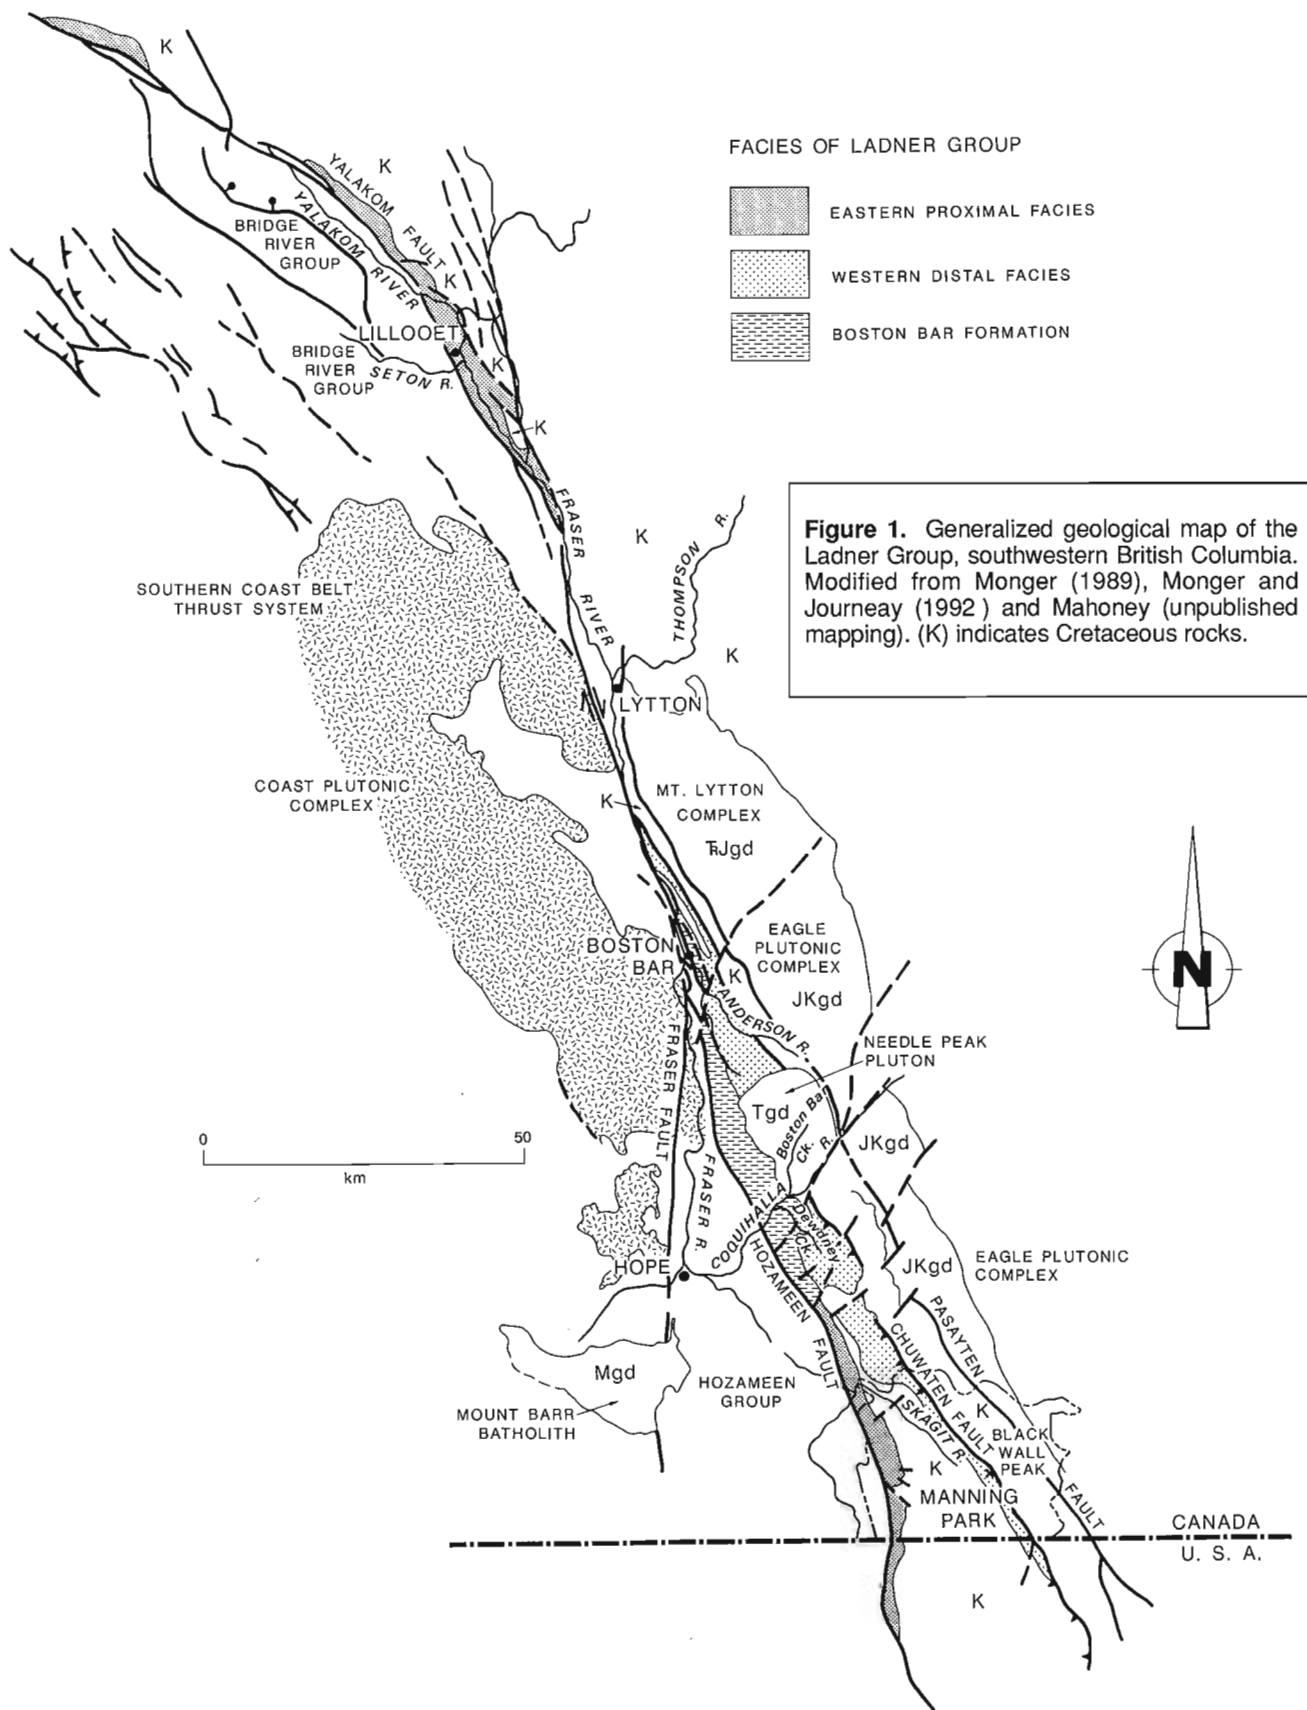 K
FACIES OF LADNER GROUP
EASTERN PROXIMAL FACIES
WESTERN DISTAL FACIES
BOSTON BAR FORMATION
K
YALAKOM FAULT
YALAKOM RIVER
BRIDGE
RIVER
GROUP
K
LILLOOET
BRIDGE
RIVER
GROUP
SETON R.
K
K
FRASER RIVER
K
THOMPSON R.
K
Figure 1. Generalized geological map of the
Ladner Group, southwestern British Columbia.
Modified from Monger (1989), Monger and
Journeay (1992 ) and Mahoney (unpublished
mapping). (K) indicates Cretaceous rocks.
SOUTHERN COAST BELT
THRUST SYSTEM
LYTTON
COAST PLUTONIC
COMPLEX
K
MT. LYTTON
COMPLEX
TRJgd
EAGLE
PLUTONIC
COMPLEX
JKgd
BOSTON
BAR
K
ANDERSON R.
N
NEEDLE PEAK
PLUTON
FRASER FAULT
Tgd
Boston Bar
Ck.
JKgd
0
50
km
FRASER R.
COQUIHALLA R.
Dewdney
Ck.
HOPE
HOZAMEEN FAULT
JKgd
EAGLE PLUTONIC
COMPLEX
PASAYTEN FAULT
CHUWATEN FAULT
Mgd
HOZAMEEN
GROUP
MOUNT BARR
BATHOLITH
SKAGIT R.
K
BLACK
WALL
PEAK
K
MANNING
PARK
CANADA
U. S. A.
K